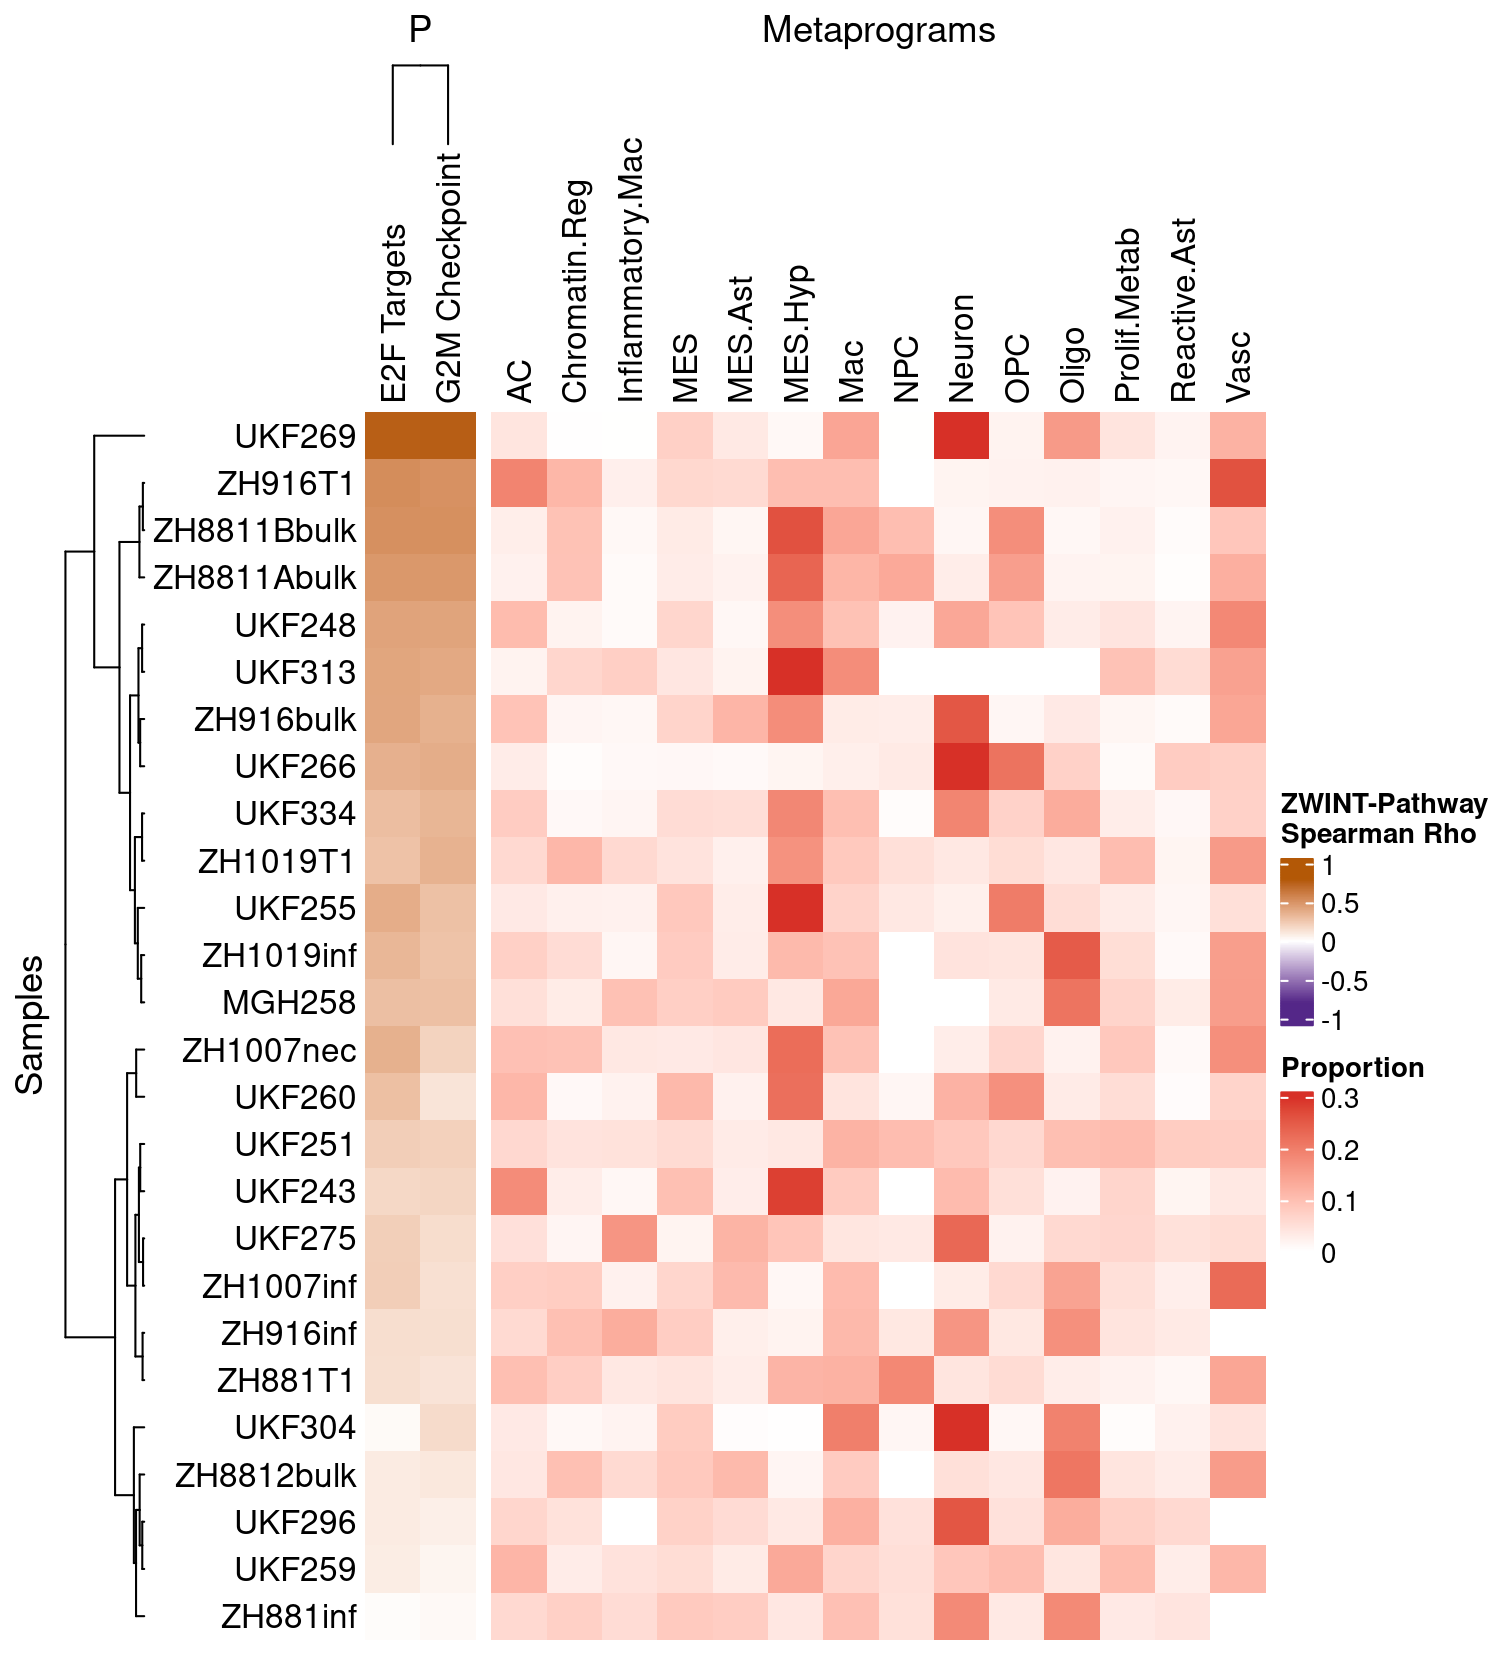 P
Metaprograms
E2F Targets
G2M Checkpoint
AC
Chromatin.Reg
Inflammatory.Mac
MES
MES.Ast
MES.Hyp
Mac
NPC
Neuron
OPC
Oligo
Prolif.Metab
Reactive.Ast
Vasc
Samples
UKF269
ZH916T1
ZH8811Bbulk
ZH8811Abulk
UKF248
UKF313
ZH916bulk
UKF266
UKF334
ZH1019T1
UKF255
ZH1019inf
MGH258
ZH1007nec
UKF260
UKF251
UKF243
UKF275
ZH1007inf
ZH916inf
ZH881T1
UKF304
ZH8812bulk
UKF296
UKF259
ZH881inf
ZWINT-Pathway
Spearman Rho
1
0.5
0
-0.5
-1
Proportion
0.3
0.2
0.1
0